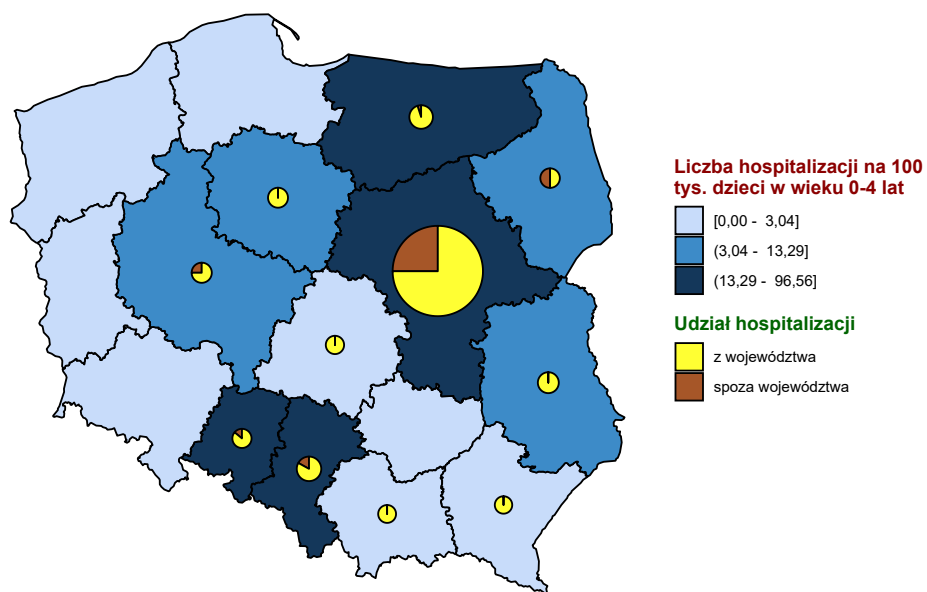 Liczba hospitalizacji na 100
tys. dzieci w wieku 0-4 lat
[0,00 - 3,04]
(3,04 - 13,29]
(13,29 - 96,56]
Udział hospitalizacji
z województwa
spoza województwa